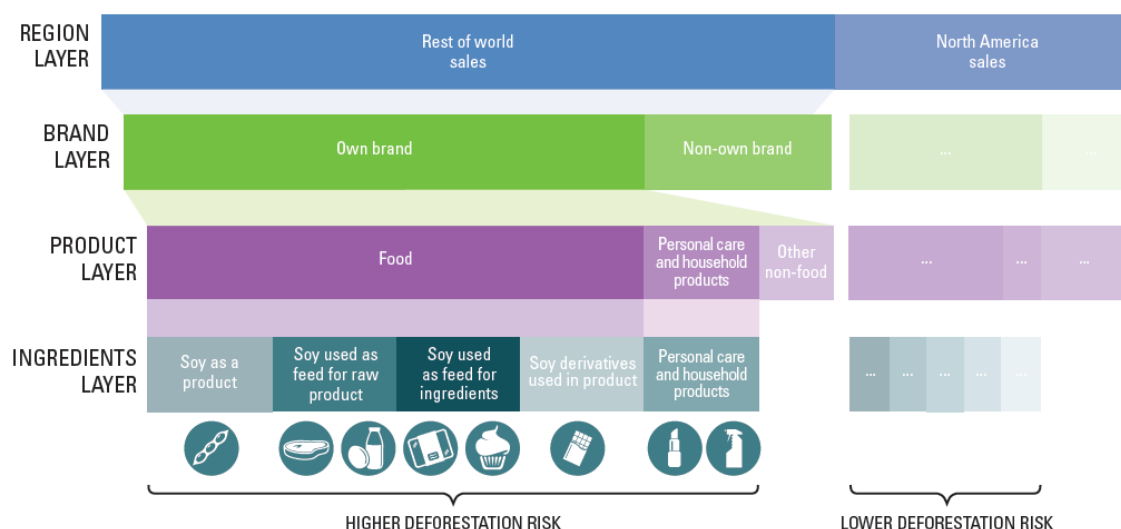 REGION
LAYER
Rest of world
sales
North America
sales
BRAND
LAYER
Own brand
Non-own brand
...
...
PRODUCT
LAYER
Food
Personal care
and household
products
Other
non-food
...
...
...
INGREDIENTS
LAYER
Soy as a
product
Soy used as
feed for raw
product
Soy used
as feed for
ingredients
Soy derivatives
used in product
Personal care
and household
products
...
...
...
...
...
HIGHER DEFORESTATION RISK
LOWER DEFORESTATION RISK